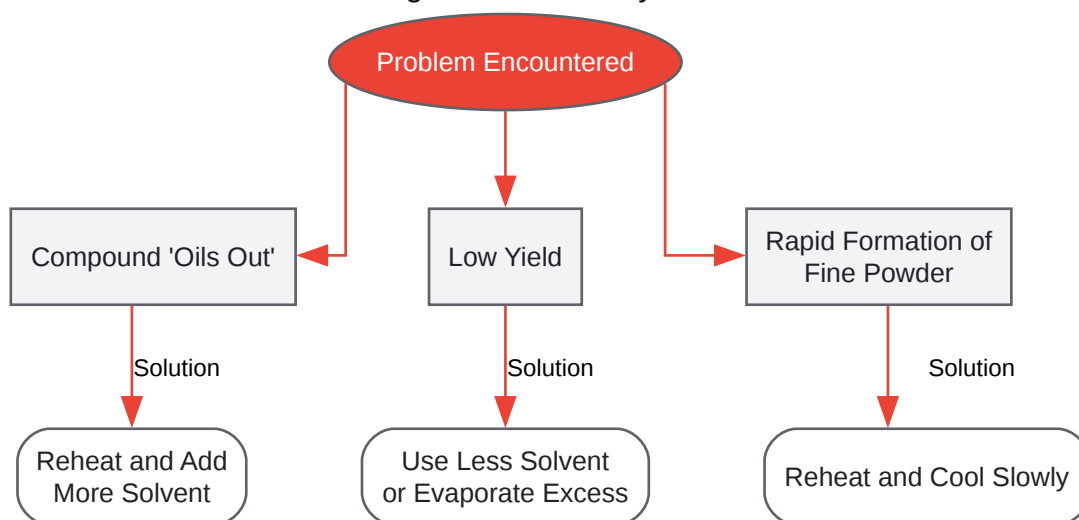 Problem Encountered
Compound 'Oils Out'
Low Yield
Rapid Formation of
Fine Powder
Solution
Solution
Solution
Reheat and Add
More Solvent
Use Less Solvent
or Evaporate Excess
Reheat and Cool Slowly